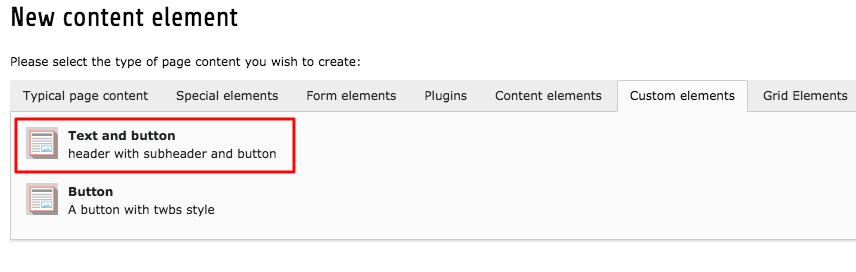 New content element
Please select the type of page content you wish to create:
Typical page content Special elements Form elements Plugins Content elements Custom elements Grid Elements
Text and button
header with subheader and button
Button
A button with twbs style